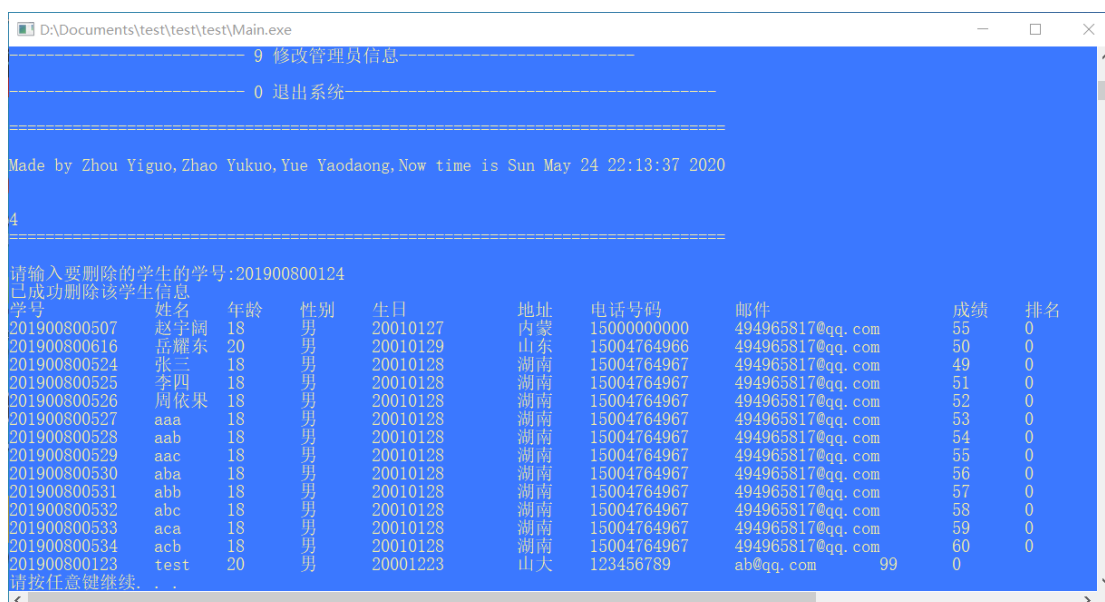 D:\Documents\test\test\test\Main.exe
-------------------------- 9 修改管理员信息--------------------------
-------------------------- 0 退出系统-----------------------------------------
===============================================================================
Made by Zhou Yiguo,Zhao Yukuo,Yue Yaodaong,Now time is Sun May 24 22:13:37 2020
4
===============================================================================
请输入要删除的学生的学号:201900800124
已成功删除该学生信息
学号 姓名 年龄 性别 生日 地址 电话号码 邮件 成绩 排名
201900800507 赵宇阔 18 男 20010127 内蒙 15000000000 494965817@qq.com 55 0
201900800616 岳耀东 20 男 20010129 山东 15004764966 494965817@qq.com 50 0
201900800524 张三 18 男 20010128 湖南 15004764967 494965817@qq.com 49 0
201900800525 李四 18 男 20010128 湖南 15004764967 494965817@qq.com 51 0
201900800526 周依果 18 男 20010128 湖南 15004764967 494965817@qq.com 52 0
201900800527 aaa 18 男 20010128 湖南 15004764967 494965817@qq.com 53 0
201900800528 aab 18 男 20010128 湖南 15004764967 494965817@qq.com 54 0
201900800529 aac 18 男 20010128 湖南 15004764967 494965817@qq.com 55 0
201900800530 aba 18 男 20010128 湖南 15004764967 494965817@qq.com 56 0
201900800531 abb 18 男 20010128 湖南 15004764967 494965817@qq.com 57 0
201900800532 abc 18 男 20010128 湖南 15004764967 494965817@qq.com 58 0
201900800533 aca 18 男 20010128 湖南 15004764967 494965817@qq.com 59 0
201900800534 acb 18 男 20010128 湖南 15004764967 494965817@qq.com 60 0
201900800123 test 20 男 20001223 山大 123456789 ab@qq.com 99 0
请按任意键继续. . .